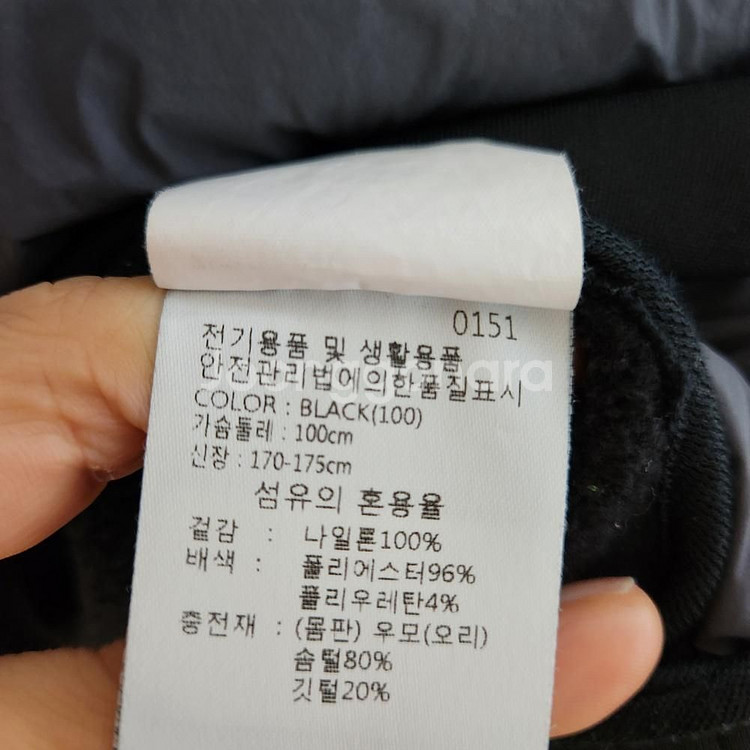 0151
전기용품 및 생활용품
안전관리법에의한품질표시
COLOR : BLACK(100)
가슴둘레 : 100cm
신장 : 170-175cm
섬유의 혼용율
겉감 : 나일론100%
배색 : 폴리에스터96%
폴리우레탄4%
충전재 : (몸판) 우모(오리)
솜털80%
깃털20%